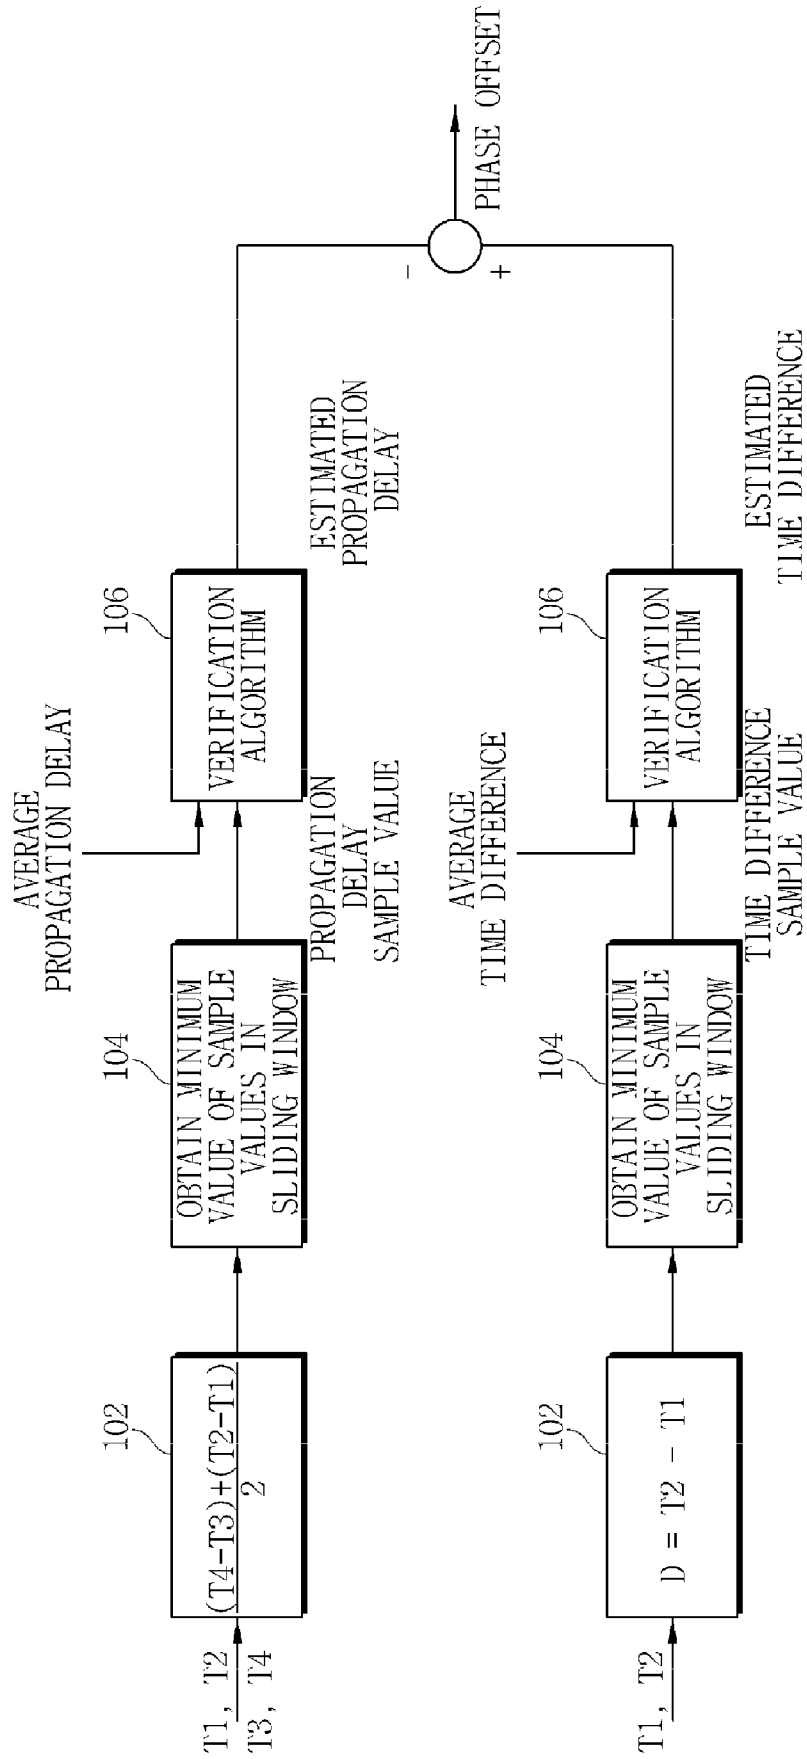 T1, T2
T3, T4
102
(T4-T3)+(T2-T1)
2
104
OBTAIN MINIMUM
VALUE OF SAMPLE
VALUES IN
SLIDING WINDOW
AVERAGE
PROPAGATION DELAY
PROPAGATION
DELAY
SAMPLE VALUE
106
VERIFICATION
ALGORITHM
ESTIMATED
PROPAGATION
DELAY
-
+
PHASE OFFSET
T1, T2
102
D = T2 - T1
104
OBTAIN MINIMUM
VALUE OF SAMPLE
VALUES IN
SLIDING WINDOW
AVERAGE
TIME DIFFERENCE
TIME DIFFERENCE
SAMPLE VALUE
106
VERIFICATION
ALGORITHM
ESTIMATED
TIME DIFFERENCE